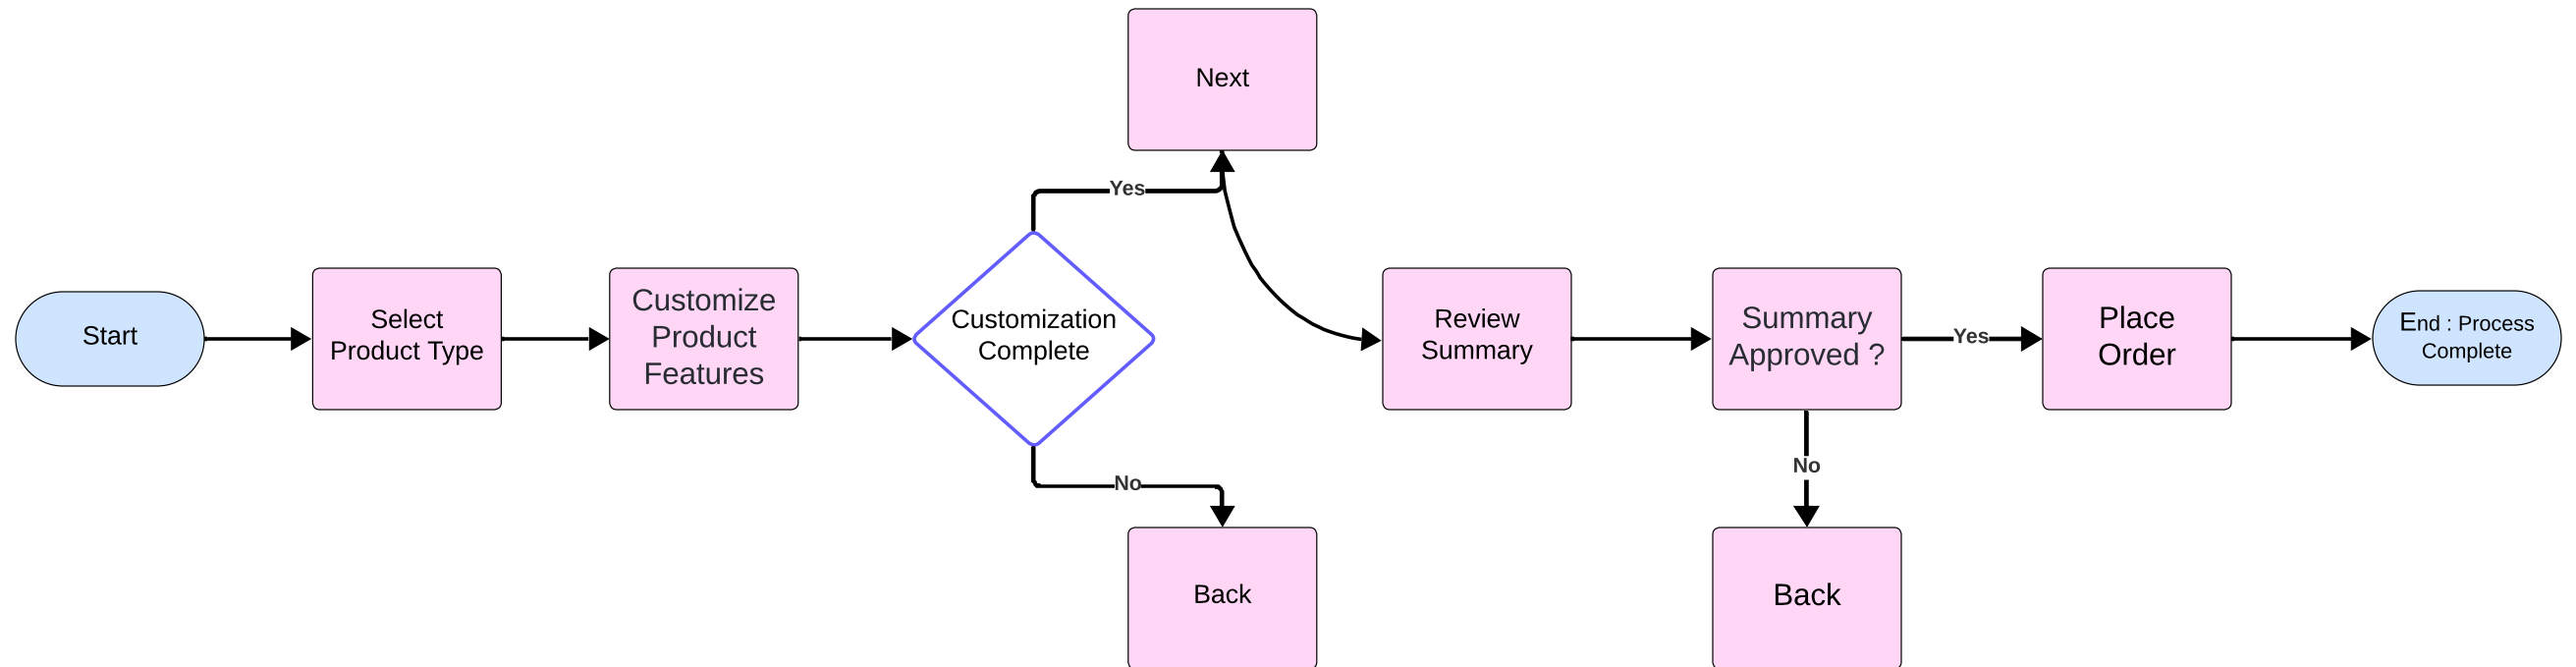 Next
Yes
Start
Select
Product Type
Customize
Product
Features
Customization
Complete
Review
Summary
Summary
Approved ?
Yes
Place
Order
End : Process
Complete
No
No
Back
Back